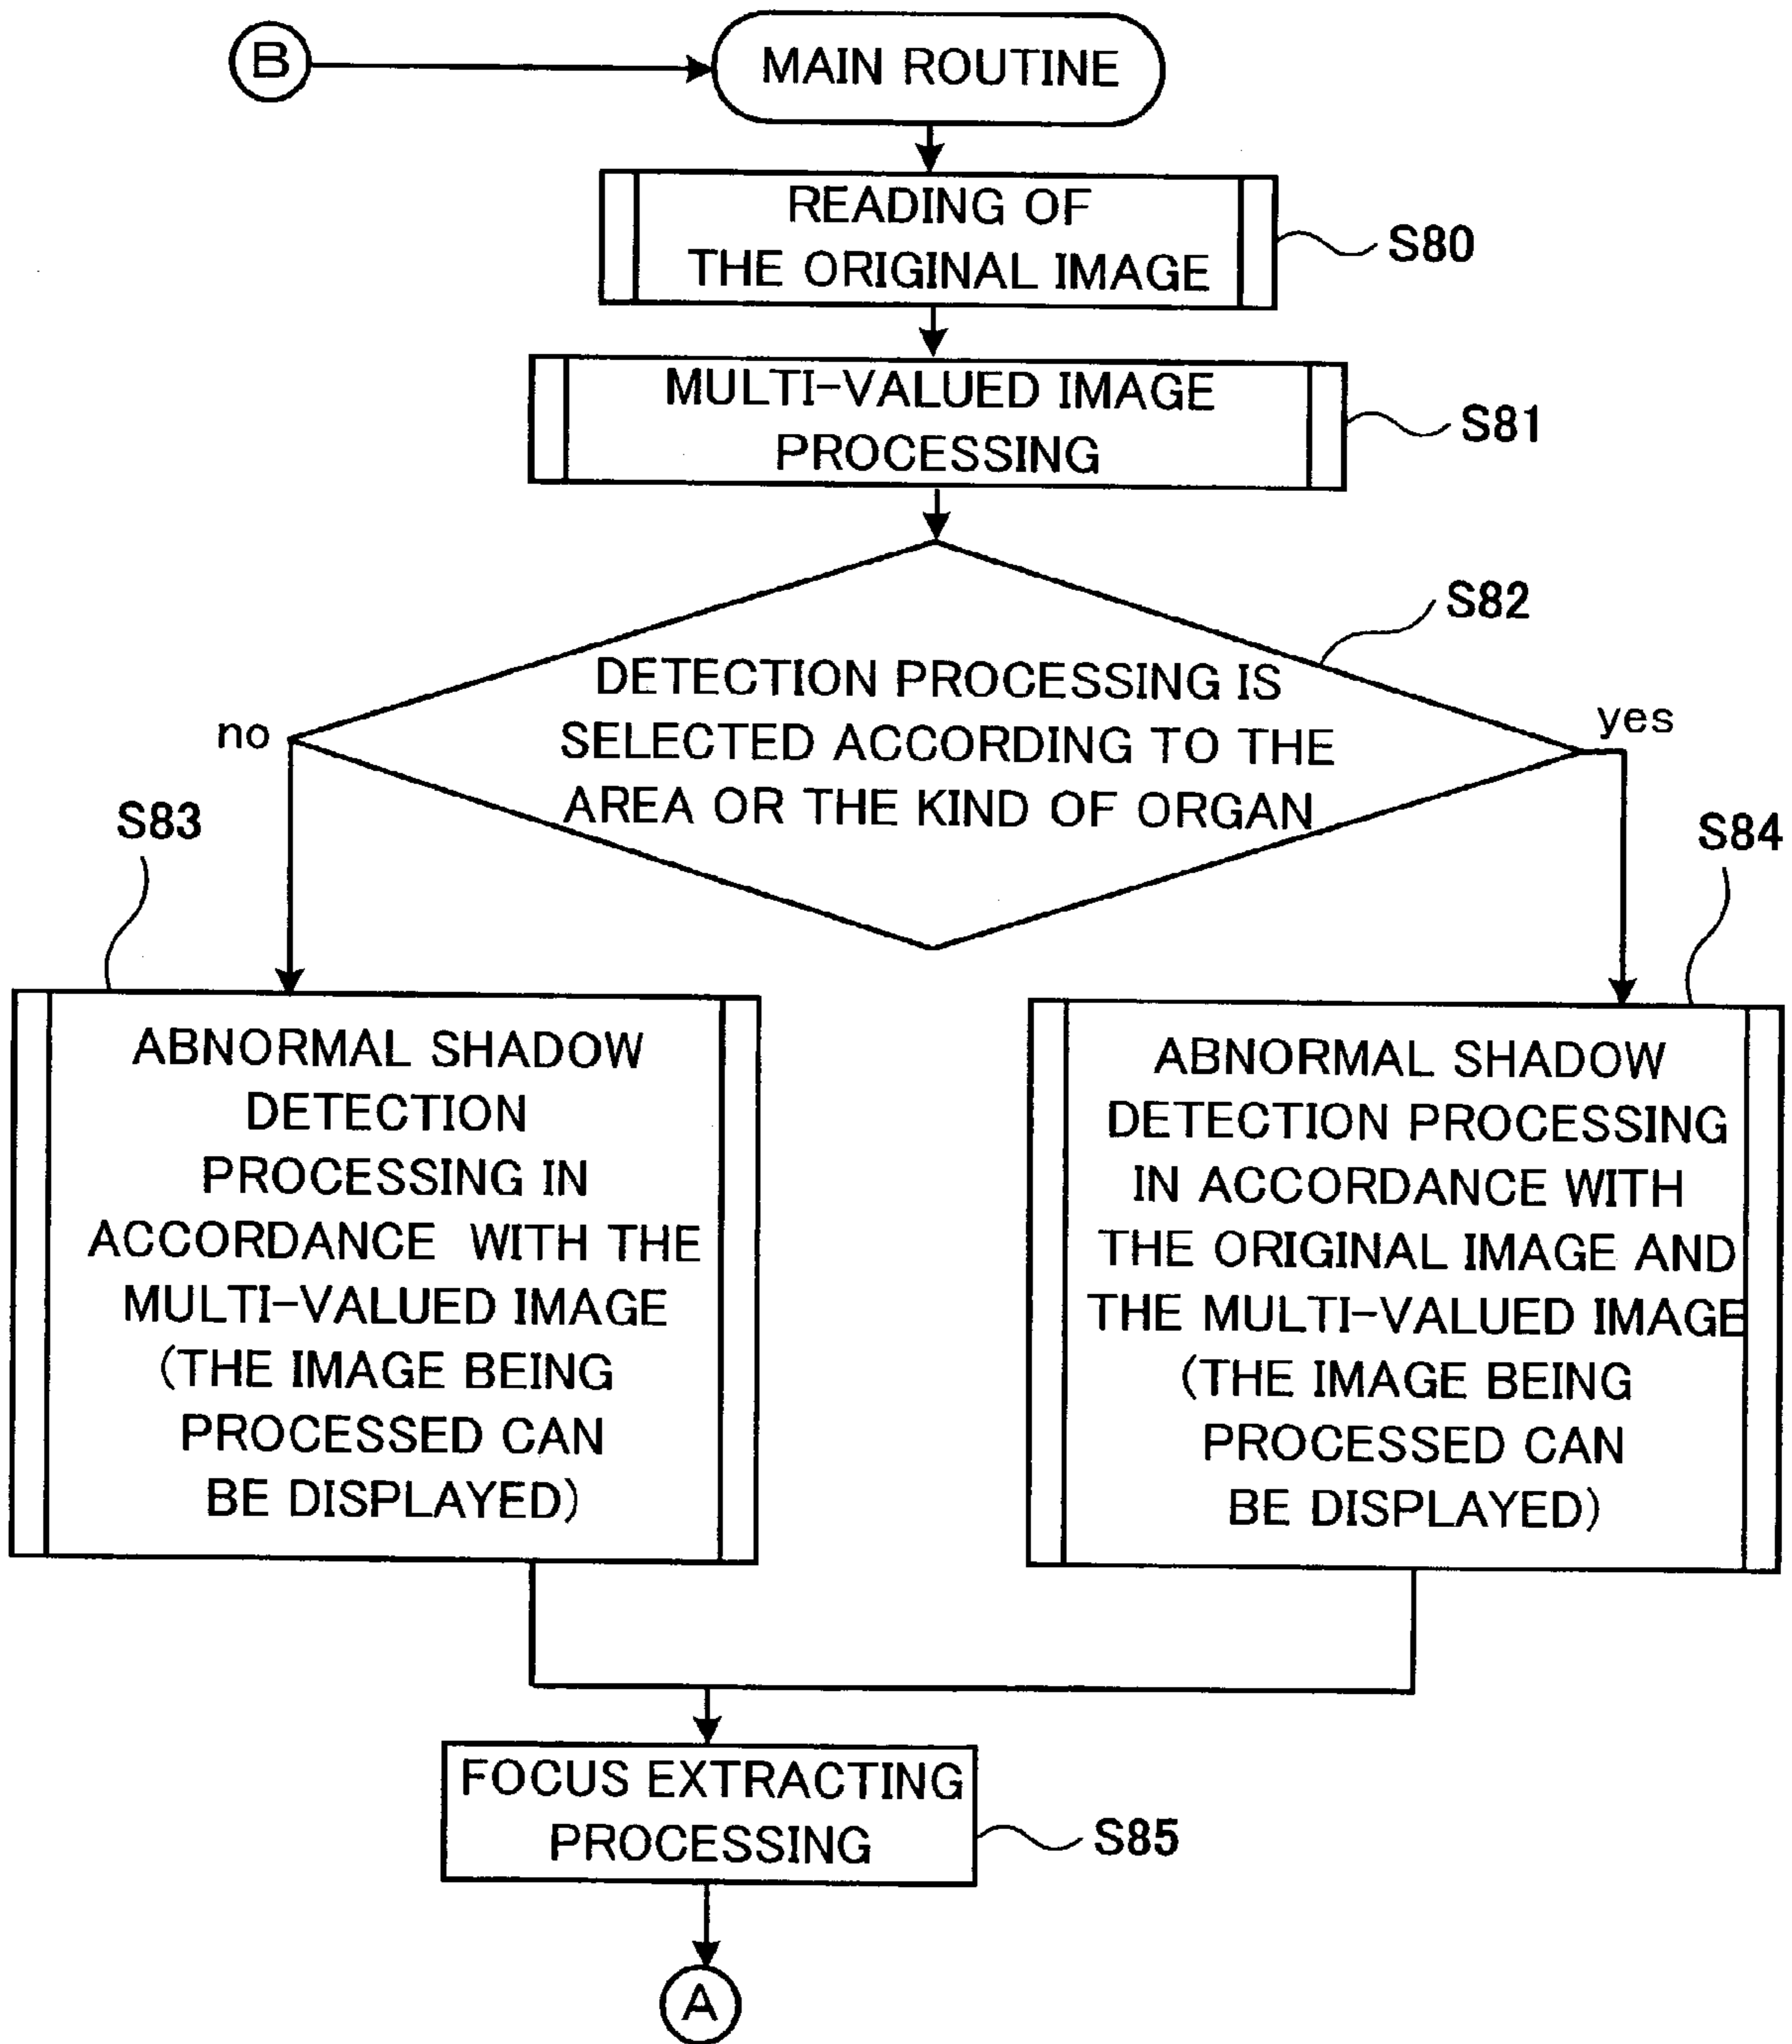 B
MAIN ROUTINE
READING OF
THE ORIGINAL IMAGE
S80
MULTI-VALUED IMAGE
PROCESSING
S81
S82
DETECTION PROCESSING IS
SELECTED ACCORDING TO THE
AREA OR THE KIND OF ORGAN
no
yes
S83
S84
ABNORMAL SHADOW
DETECTION
PROCESSING IN
ACCORDANCE WITH THE
MULTI-VALUED IMAGE
(THE IMAGE BEING
PROCESSED CAN
BE DISPLAYED)
ABNORMAL SHADOW
DETECTION PROCESSING
IN ACCORDANCE WITH
THE ORIGINAL IMAGE AND
THE MULTI-VALUED IMAGE
(THE IMAGE BEING
PROCESSED CAN
BE DISPLAYED)
FOCUS EXTRACTING
PROCESSING
S85
A